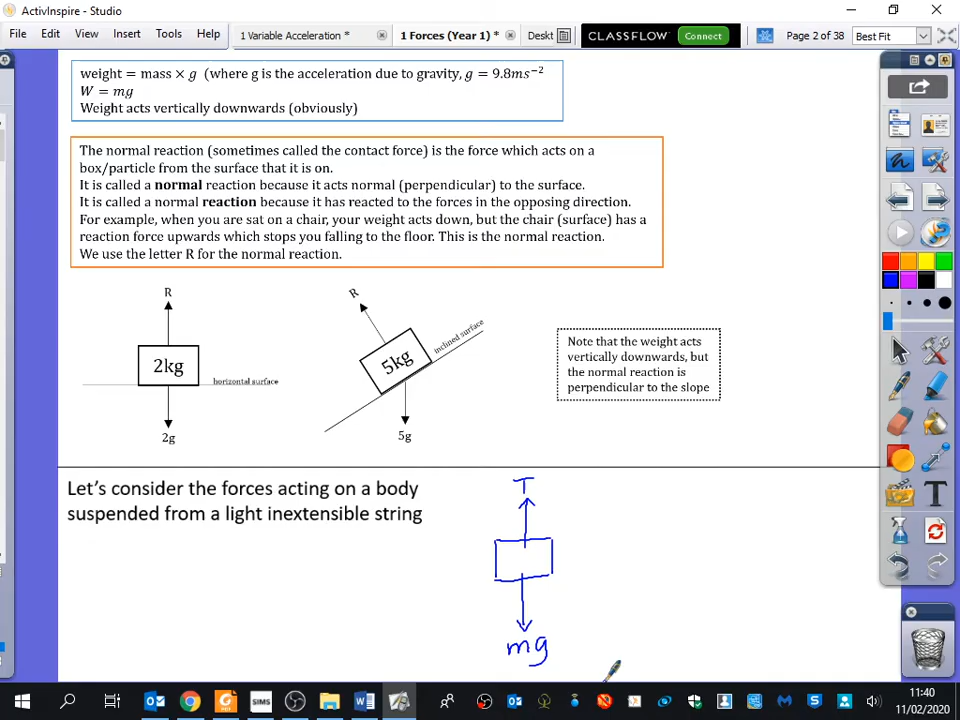 ActivInspire - Studio
File Edit View Insert Tools Help
1 Variable Acceleration *
1 Forces (Year 1) *
Deskt
CLASSFLOW
Connect
Page 2 of 38
Best Fit
weight = mass × g (where g is the acceleration due to gravity, g = 9.8ms⁻²
W = mg
Weight acts vertically downwards (obviously)
The normal reaction (sometimes called the contact force) is the force which acts on a
box/particle from the surface that it is on.
It is called a normal reaction because it acts normal (perpendicular) to the surface.
It is called a normal reaction because it has reacted to the forces in the opposing direction.
For example, when you are sat on a chair, your weight acts down, but the chair (surface) has a
reaction force upwards which stops you falling to the floor. This is the normal reaction.
We use the letter R for the normal reaction.
R
2kg
horizontal surface
2g
R
5kg
inclined surface
5g
Note that the weight acts
vertically downwards, but
the normal reaction is
perpendicular to the slope
Let's consider the forces acting on a body
suspended from a light inextensible string
T
mg
SIMS
11:40
11/02/2020